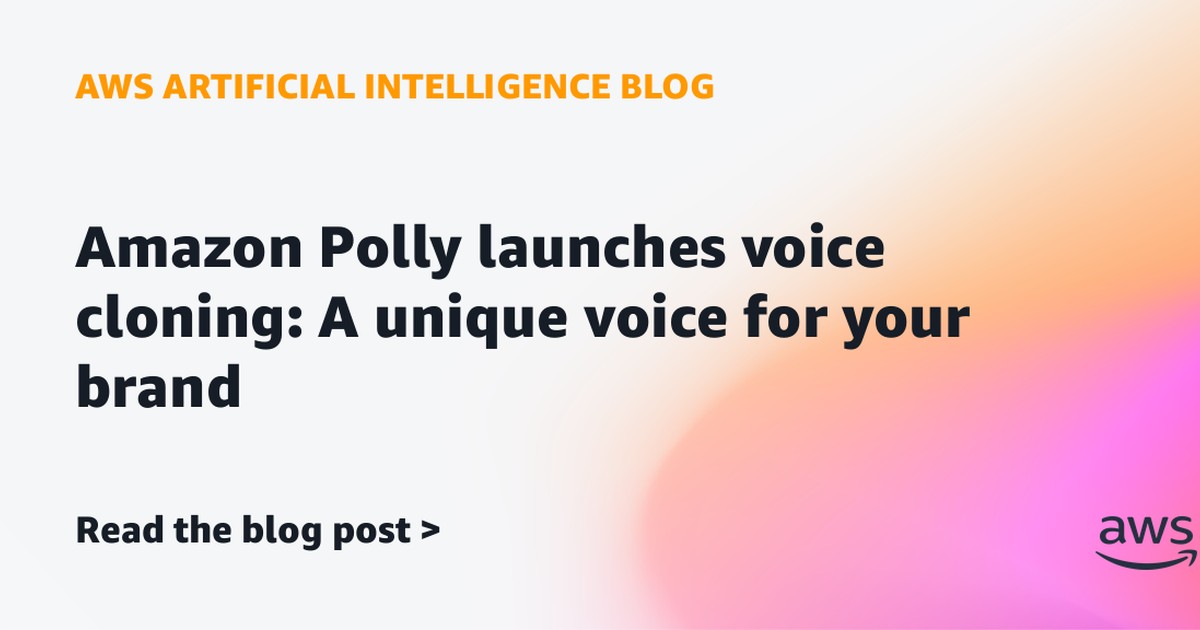 AWS ARTIFICIAL INTELLIGENCE BLOG
Amazon Polly launches voice
cloning: A unique voice for your
brand
Read the blog post >
aws